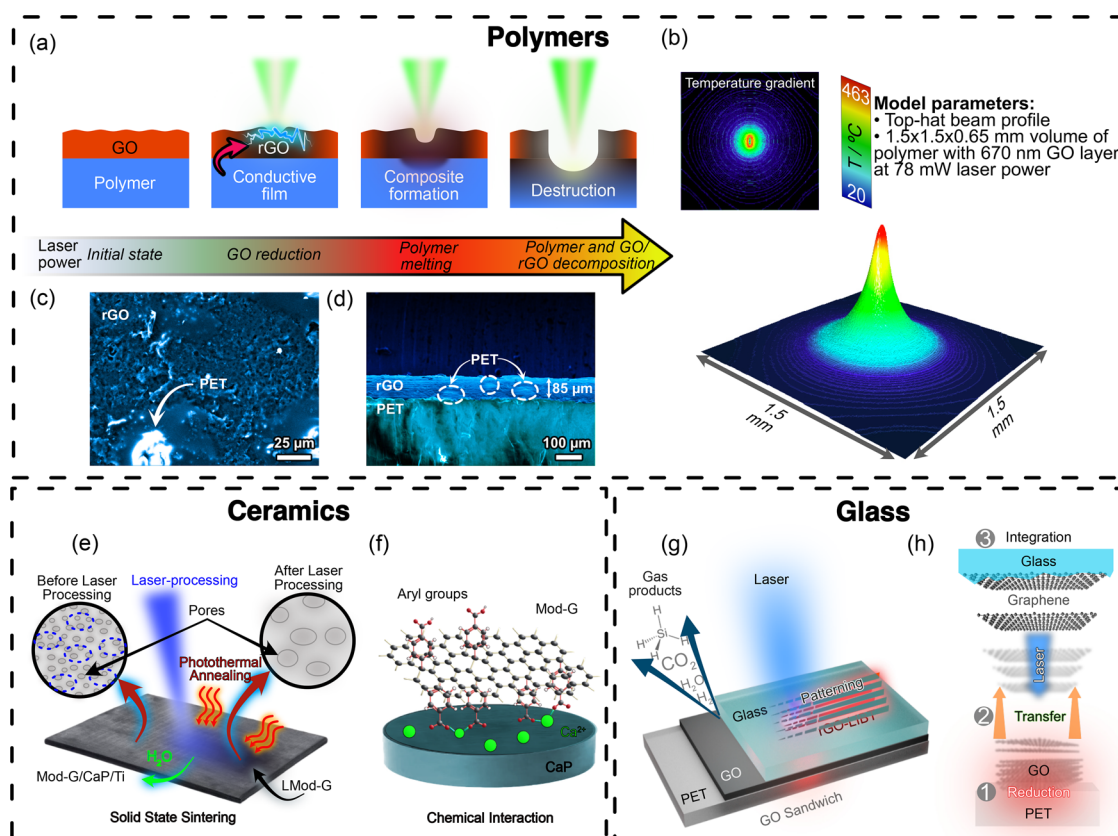 Polymers
(a)
GO
Polymer
rGO
Conductive
film
Composite
formation
Destruction
Laser
power
Initial state
GO reduction
Polymer
melting
Polymer and GO/
rGO decomposition
(b)
Temperature gradient
463
T / ºC
20
Model parameters:
• Top-hat beam profile
• 1.5x1.5x0.65 mm volume of
polymer with 670 nm GO layer
at 78 mW laser power
1.5
mm
1.5
mm
(c)
rGO
PET
25 µm
(d)
PET
rGO
85 µm
PET
100 µm
Ceramics
(e)
Before Laser
Processing
Laser-processing
After Laser
Processing
Pores
Photothermal
Annealing
H2O
Mod-G/CaP/Ti
LMod-G
Solid State Sintering
(f)
Aryl groups
Mod-G
Ca2+
CaP
Chemical Interaction
Glass
(g)
Gas
products
H
H
Si
H
H
CO2
H2O
H2
Laser
Glass
Patterning
rGO-LIBT
GO
PET
GO Sandwich
(h)
3
Integration
Glass
Graphene
Laser
2
Transfer
GO
1
Reduction
PET